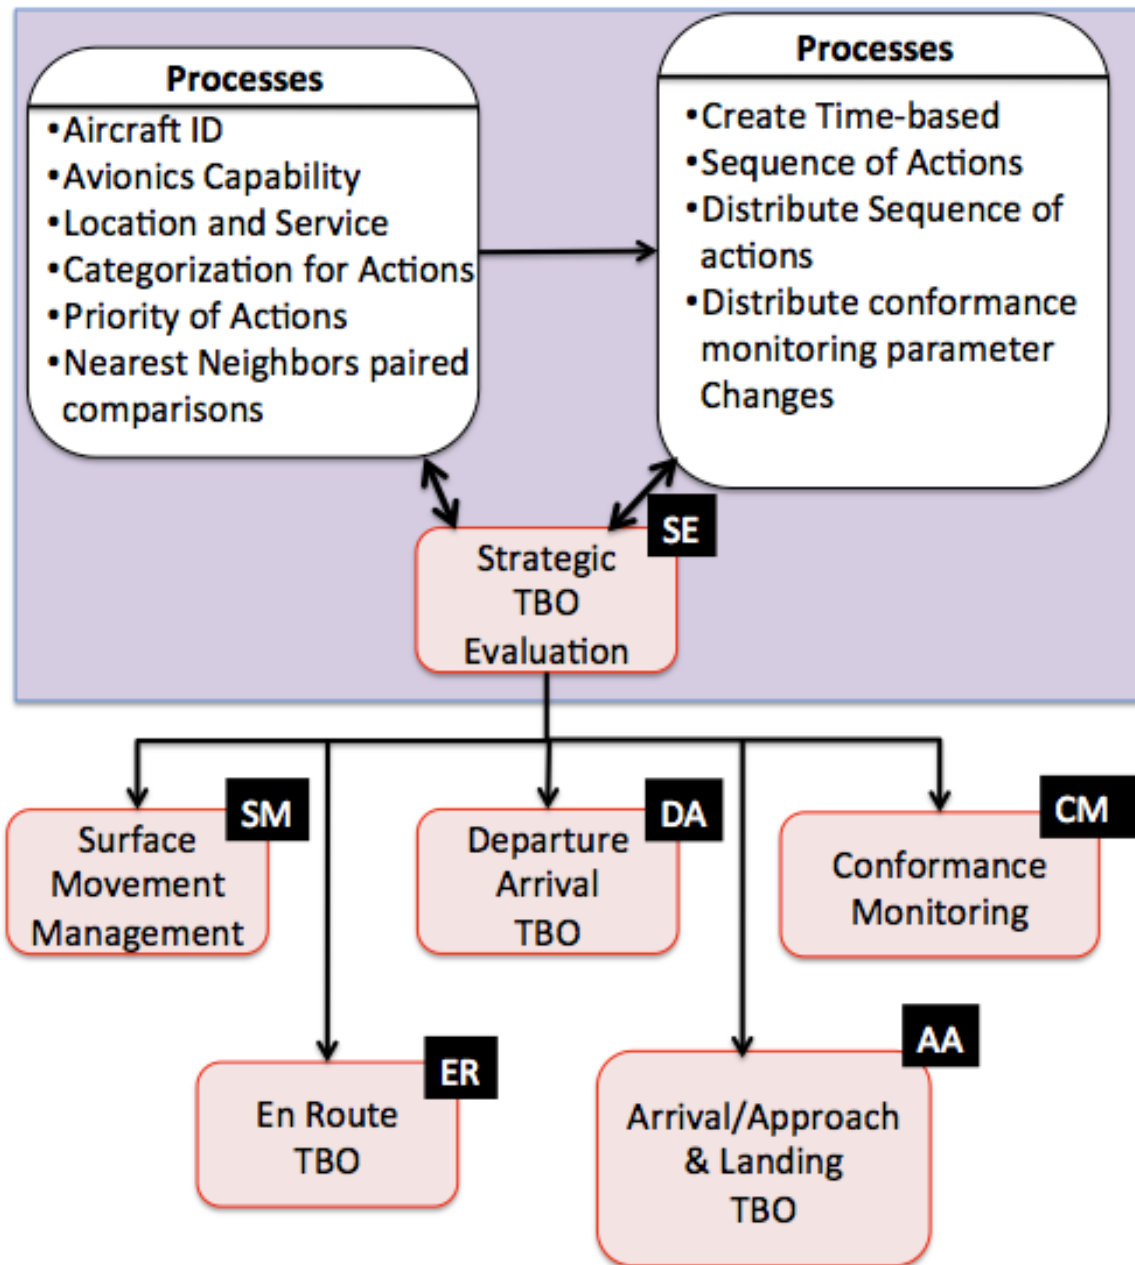 Processes
•Aircraft ID
•Avionics Capability
•Location and Service
•Categorization for Actions
•Priority of Actions
•Nearest Neighbors paired
comparisons
Processes
•Create Time-based
•Sequence of Actions
•Distribute Sequence of
actions
•Distribute conformance
monitoring parameter
Changes
SE
Strategic
TBO
Evaluation
SM
Surface
Movement
Management
DA
Departure
Arrival
TBO
CM
Conformance
Monitoring
ER
En Route
TBO
AA
Arrival/Approach
& Landing
TBO